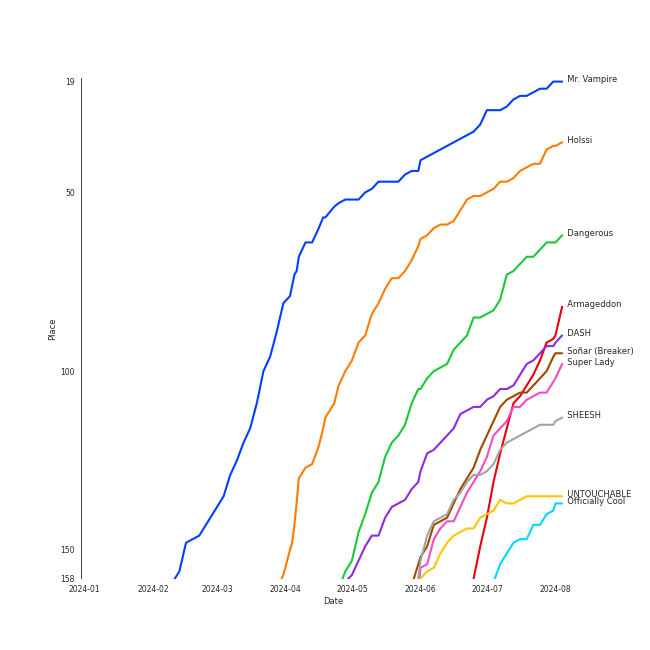 19
50
100
150
158
Place
2024-01
2024-02
2024-03
2024-04
2024-05
2024-06
2024-07
2024-08
Date
Mr. Vampire
Holssi
Dangerous
Armageddon
DASH
Soñar (Breaker)
Super Lady
SHEESH
UNTOUCHABLE
Officially Cool